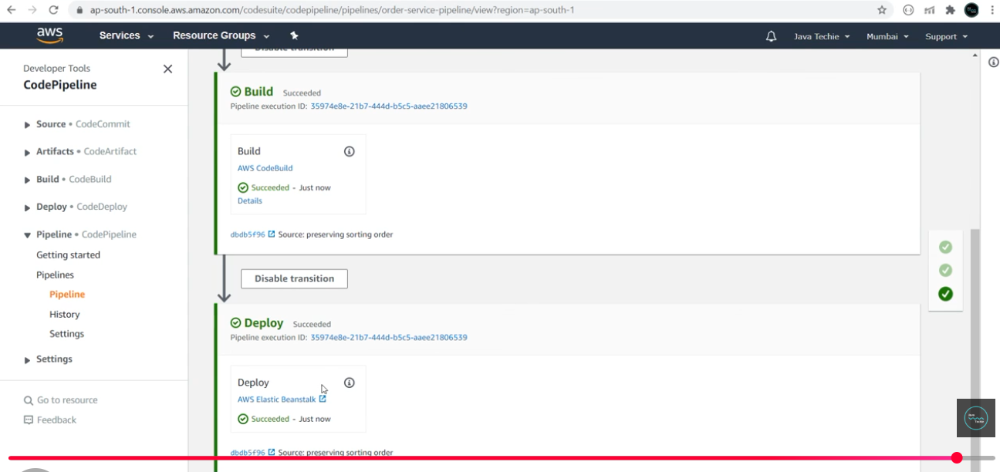 ap-south-1.console.aws.amazon.com/codesuite/codepipeline/pipelines/order-service-pipeline/view?region=ap-south-1
aws Services Resource Groups Java Techie Mumbai Support
Developer Tools
CodePipeline
Source • CodeCommit
Artifacts • CodeArtifact
Build • CodeBuild
Deploy • CodeDeploy
Pipeline • CodePipeline
Getting started
Pipelines
Pipeline
History
Settings
Settings
Go to resource
Feedback
Disable transition
Build Succeeded
Pipeline execution ID: 35974e8e-21b7-444d-b5c5-aaee21806539
Build
AWS CodeBuild
Succeeded - Just now
Details
dbdb5f96 Source: preserving sorting order
Disable transition
Deploy Succeeded
Pipeline execution ID: 35974e8e-21b7-444d-b5c5-aaee21806539
Deploy
AWS Elastic Beanstalk
Succeeded - Just now
dbdb5f96 Source: preserving sorting order
Java
Techie